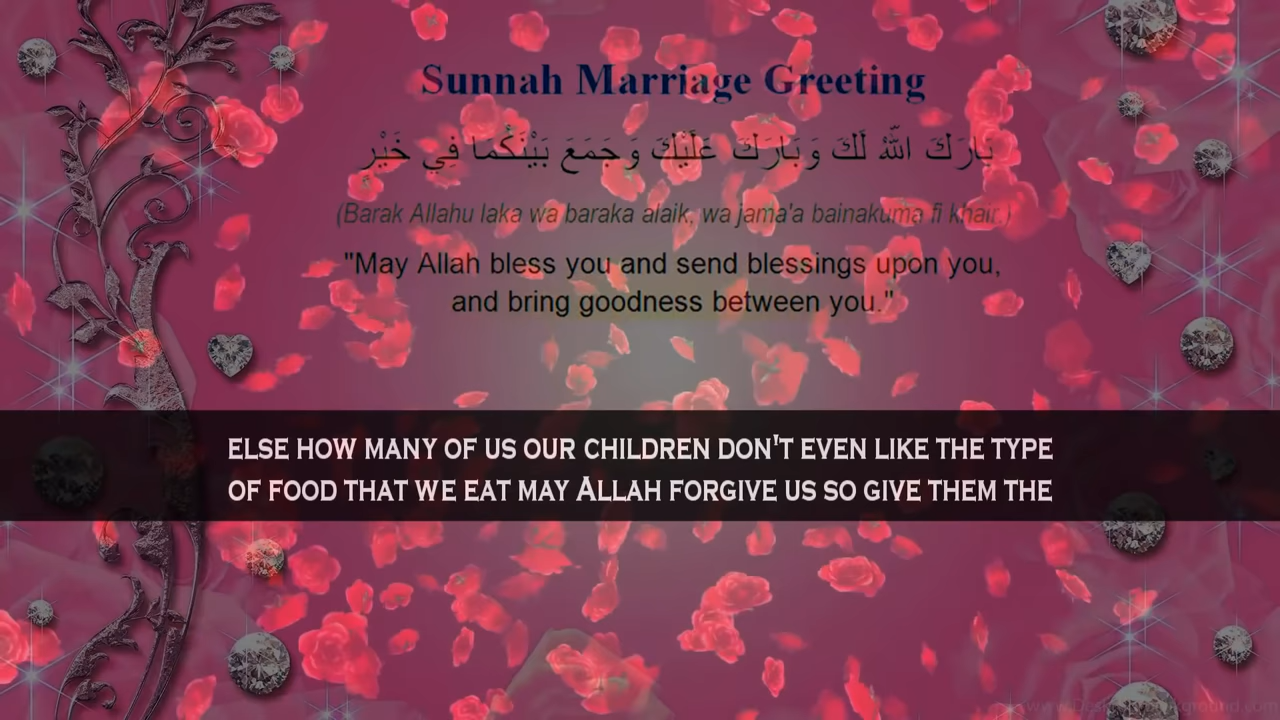 Sunnah Marriage Greeting
بَارَكَ اللَّهُ لَكَ وَبَارَكَ عَلَيْكَ وَجَمَعَ بَيْنَكُمَا فِي خَيْرٍ
(Barak Allahu laka wa baraka alaik, wa jama'a bainakuma fi khair.)
"May Allah bless you and send blessings upon you,
and bring goodness between you."
ELSE HOW MANY OF US OUR CHILDREN DON'T EVEN LIKE THE TYPE
OF FOOD THAT WE EAT MAY ALLAH FORGIVE US SO GIVE THEM THE